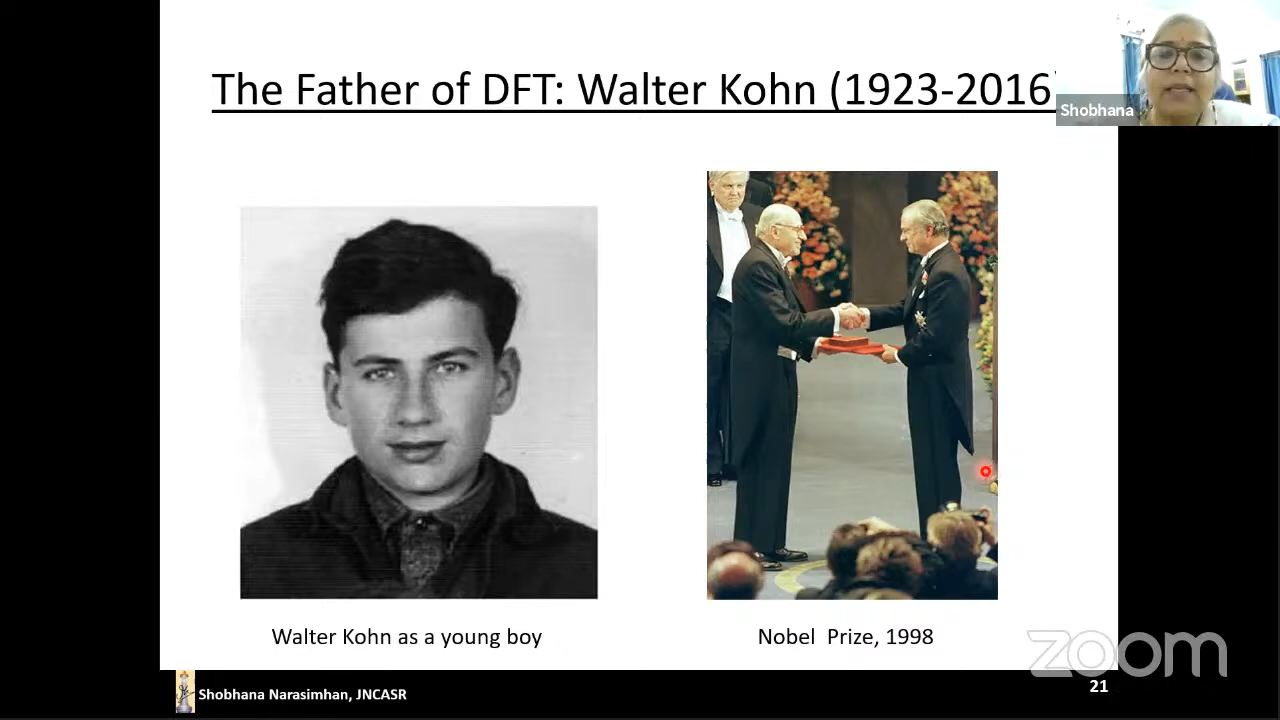 The Father of DFT: Walter Kohn (1923-2016)
Shobhana
Walter Kohn as a young boy
Nobel  Prize, 1998
zoom
Shobhana Narasimhan, JNCASR
21